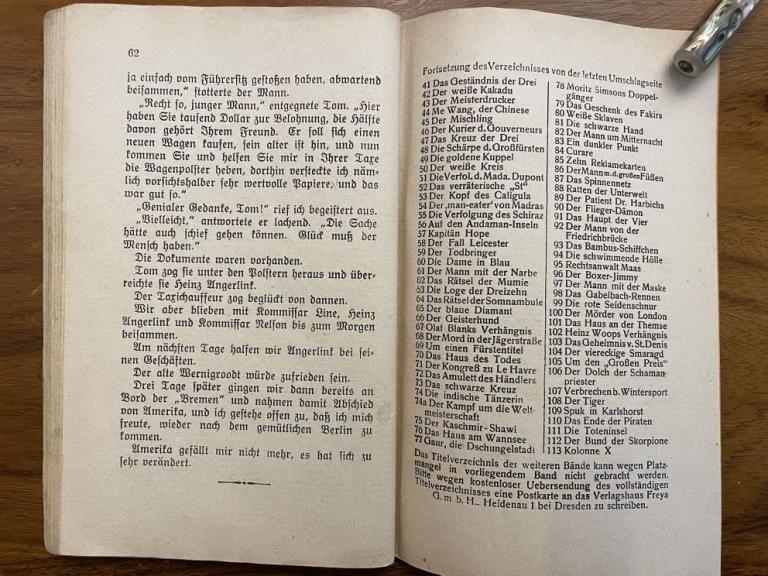 62
ja einfach vom Führersitz gestoßen haben, abwartend
beisammen,“ stotterte der Mann.
„Recht so, junger Mann,“ entgegnete Tom. „Hier
haben Sie tausend Dollar zur Belohnung, die Hälfte
davon gehört Ihrem Freund. Er soll sich einen
neuen Wagen kaufen, sein alter ist hin, und nun
kommen Sie und helfen Sie mir in Ihrer Taxe
die Wagenpolster heben, dorthin versteckte ich näm-
lich vorsichtshalber sehr wertvolle Papiere, und das
war gut so.“
„Genialer Gedanke, Tom!“ rief ich begeistert aus.
„Vielleicht,“ antwortete er lachend. „Die Sache
hätte auch schief gehen können. Glück muß der
Mensch haben.“
Die Dokumente waren vorhanden.
Tom zog sie unter den Polstern heraus und über-
reichte sie Heinz Angerlink.
Der Taxichauffeur zog beglückt von dannen.
Wir aber blieben mit Kommissar Line, Heinz
Angerlink und Kommissar Nelson bis zum Morgen
beisammen.
Am nächsten Tage halfen wir Angerlink bei sei-
nen Geschäften.
Der alte Wernigroodt würde zufrieden sein.
Drei Tage später gingen wir dann bereits an
Bord der „Bremen“ und nahmen damit Abschied
von Amerika, und ich gestehe offen zu, daß ich mich
freute, wieder nach dem gemütlichen Berlin zu
kommen.
Amerika gefällt mir nicht mehr, es hat sich zu
sehr verändert.
Fortsetzung des Verzeichnisses von der letzten Umschlagseite
41 Das Geständnis der Drei
42 Der weiße Kakadu
43 Der Meisterdrucker
44 Me Wang, der Chinese
45 Der Mischling
46 Der Kurier d. Gouverneurs
47 Das Kreuz der Drei
48 Die Schärpe d. Großfürsten
49 Die goldene Kuppel
50 Der weiße Kreis
51 Die Verfol. d. Mada. Dupont
52 Das verräterische „St“
53 Der Kopf des Caligula
54 Der „man-eater“ von Madras
55 Die Verfolgung des Schiraz
56 Auf den Andaman-Inseln
57 Kapitän Hope
58 Der Fall Leicester
59 Der Todbringer
60 Die Dame in Blau
61 Der Mann mit der Narbe
62 Das Rätsel der Mumie
63 Die Loge der Dreizehn
64 Das Rätsel der Somnambule
65 Der blaue Diamant
66 Der Geisterhund
67 Olaf Blanks Verhängnis
68 Der Mord in der Jägerstraße
69 Um einen Fürstentitel
70 Das Haus des Todes
71 Der Kongreß zu Le Havre
72 Das Amulett des Händlers
73 Das schwarze Kreuz
74 Die indische Tänzerin
74a Der Kampf um die Welt-
meisterschaft
75 Der Kaschmir-Shawl
76 Das Haus am Wannsee
77 Gaur, die Dschungelstadt
78 Moritz Simsons Doppel-
gänger
79 Das Geschenk des Fakirs
80 Weiße Sklaven
81 Die schwarze Hand
82 Der Mann um Mitternacht
83 Ein dunkler Punkt
84 Curare
85 Zehn Reklamekarten
86 Der Mann m. d. großen Füßen
87 Das Spinnennetz
88 Ratten der Unterwelt
89 Der Patient Dr. Harbichs
90 Der Flieger-Dämon
91 Das Haupt der Vier
92 Der Mann von der
Friedrichbrücke
93 Das Bambus-Schiffchen
94 Die schwimmende Hölle
95 Rechtsanwalt Maas
96 Der Boxer-Jimmy
97 Der Mann mit der Maske
98 Das Gabelbach-Rennen
99 Die rote Seidenschnur
100 Der Mörder von London
101 Das Haus an der Themse
102 Heinz Woops Verhängnis
103 Das Geheimnis v. St. Denis
104 Der viereckige Smaragd
105 Um den „Großen Preis“
106 Der Dolch der Schaman-
priester
107 Verbrechen b. Wintersport
108 Der Tiger
109 Spuk in Karlshorst
110 Das Ende der Piraten
111 Die Toteninsel
112 Der Bund der Skorpione
113 Kolonne X
Das Titelverzeichnis der weiteren Bände kann wegen Platz-
mangel in vorliegendem Band nicht gebracht werden.
Bitte wegen kostenloser Uebersendung des vollständigen
Titelverzeichnisses eine Postkarte an das Verlagshaus Freya
G. m. b. H., Heidenau 1 bei Dresden zu schreiben.